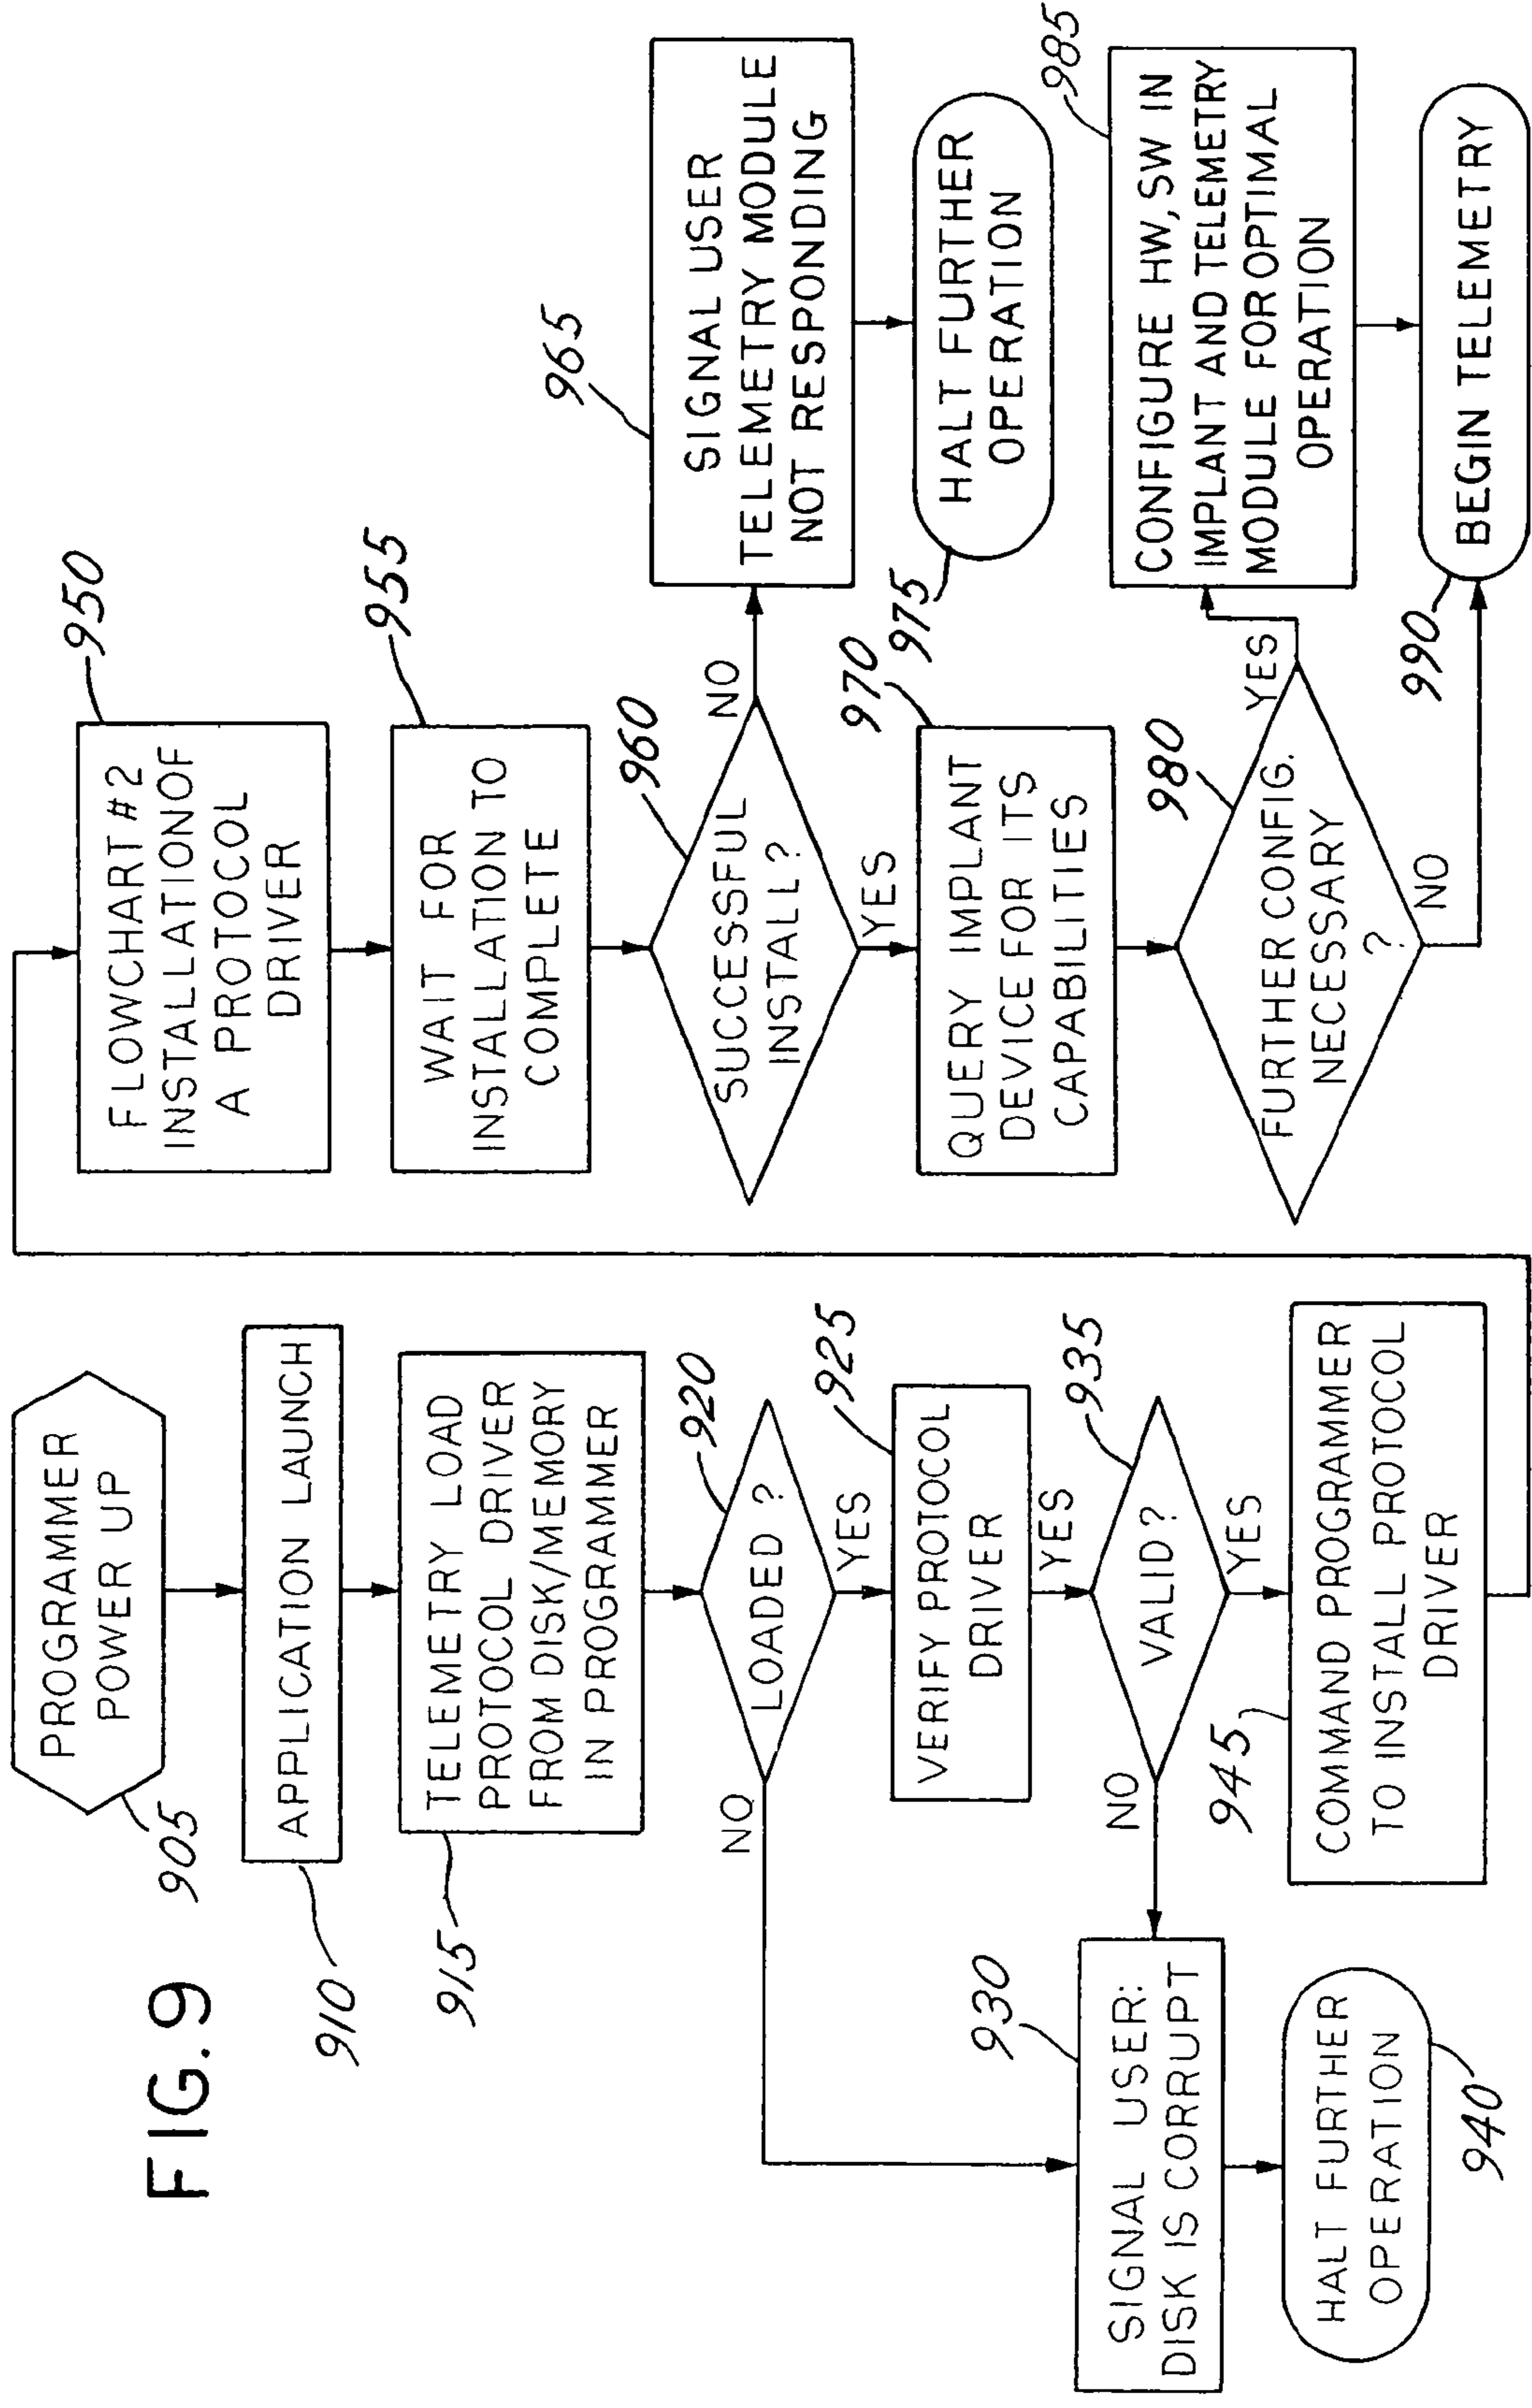 FIG. 9
PROGRAMMER
POWER UP
905
APPLICATION LAUNCH
910
TELEMETRY LOAD
PROTOCOL DRIVER
FROM DISK/MEMORY
IN PROGRAMMER
915
LOADED ?
920
NO
YES
VERIFY PROTOCOL
DRIVER
925
YES
VALID ?
935
NO
YES
SIGNAL USER:
DISK IS CORRUPT
930
HALT FURTHER
OPERATION
940
COMMAND PROGRAMMER
TO INSTALL PROTOCOL
DRIVER
945
FLOWCHART #2
INSTALLATION OF
A PROTOCOL
DRIVER
950
WAIT FOR
INSTALLATION TO
COMPLETE
955
SUCCESSFUL
INSTALL ?
960
NO
YES
SIGNAL USER
TELEMETRY MODULE
NOT RESPONDING
965
HALT FURTHER
OPERATION
975
QUERY IMPLANT
DEVICE FOR ITS
CAPABILITIES
970
FURTHER CONFIG.
NECESSARY
?
980
YES
NO
CONFIGURE HW, SW IN
IMPLANT AND TELEMETRY
MODULE FOR OPTIMAL
OPERATION
985
BEGIN TELEMETRY
990